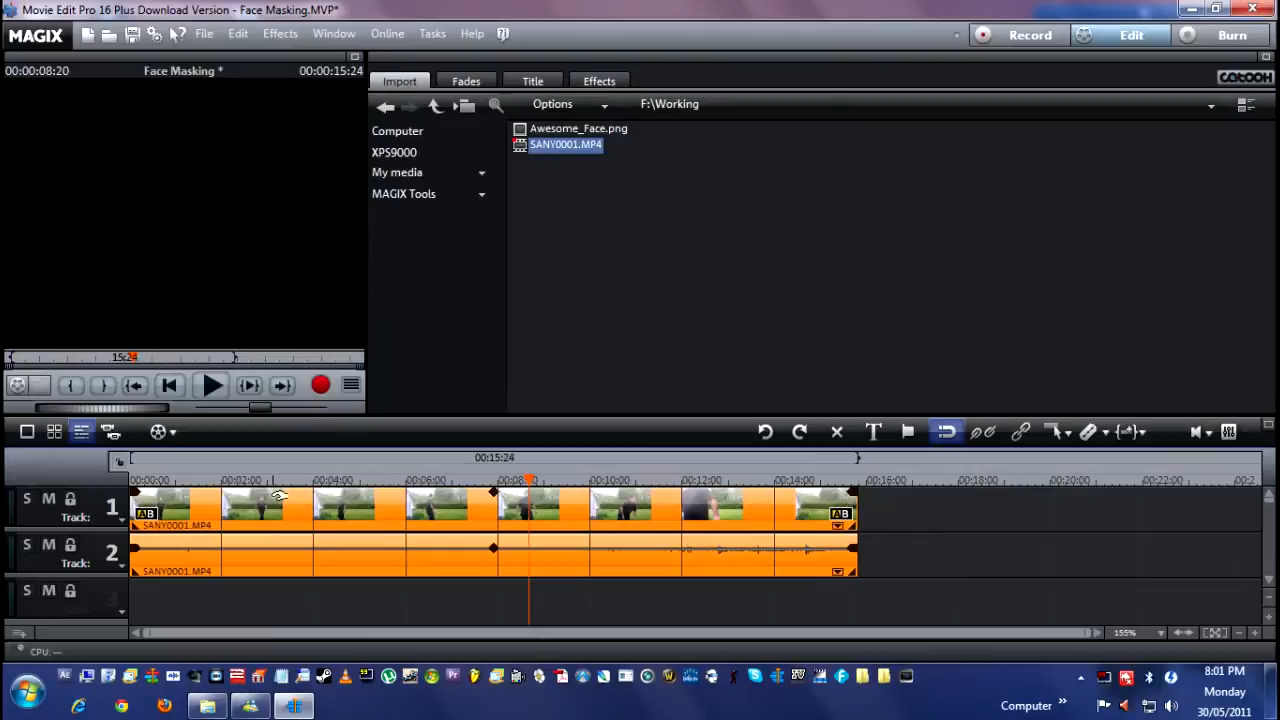 Movie Edit Pro 16 Plus Download Version - Face Masking.MVP*
MAGIX File Edit Effects Window Online Tasks Help Record Edit Burn
00:00:08:20 Face Masking * 00:00:15:24
Import Fades Title Effects CATOOH
Options F:\Working
Computer
XPS9000
My media
MAGIX Tools
Awesome_Face.png
SANY0001.MP4
15:24
00:15:24
00:00:00 00:02:00 00:04:00 00:06:00 00:10:00 00:12:00 00:14:00 00:16:00 00:18:00 00:20:00 00:22:00
S M Track: 1
AB AB
SANY0001.MP4
S M Track: 2
SANY0001.MP4
S M
155%
CPU: —
8:01 PM
Monday
30/05/2011
Computer »